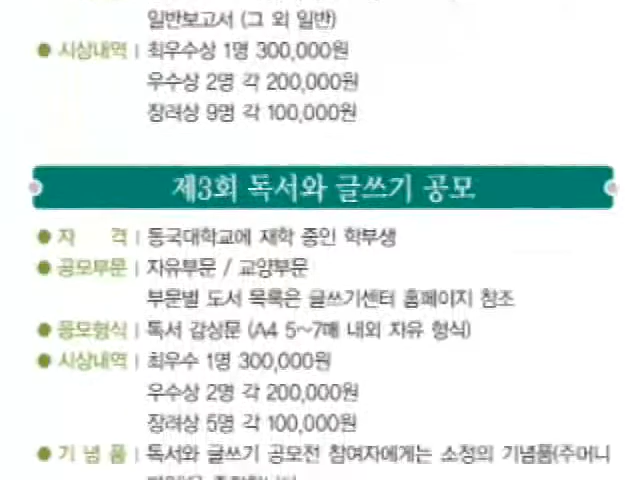 일반보고서 (그 외 일반)
● 시상내역 | 최우수상 1명 300,000원
우수상 2명 각 200,000원
장려상 9명 각 100,000원
제3회 독서와 글쓰기 공모
● 자 격 | 동국대학교에 재학 중인 학부생
● 공모부문 | 자유부문 / 교양부문
부문별 도서 목록은 글쓰기센터 홈페이지 참조
● 응모형식 | 독서 감상문 (A4 5~7매 내외 자유 형식)
● 시상내역 | 최우수 1명 300,000원
우수상 2명 각 200,000원
장려상 5명 각 100,000원
● 기 념 품 | 독서와 글쓰기 공모전 참여자에게는 소정의 기념품(주머니